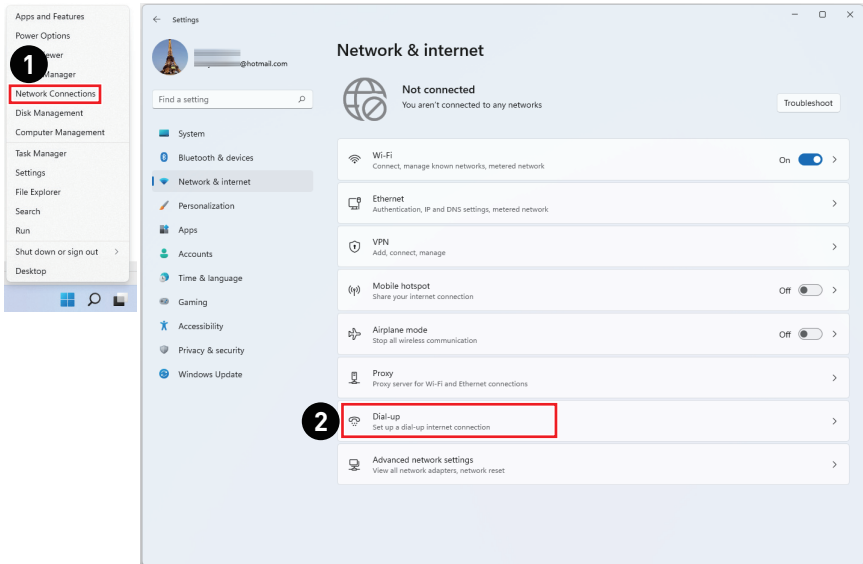 Apps and Features
Power Options
ewer
1
Manager
Network Connections
Disk Management
Computer Management
Task Manager
Settings
File Explorer
Search
Run
Shut down or sign out
Desktop
Settings
@hotmail.com
Find a setting
System
Bluetooth & devices
Network & internet
Personalization
Apps
Accounts
Time & language
Gaming
Accessibility
Privacy & security
Windows Update
Network & internet
Not connected
You aren't connected to any networks
Troubleshoot
Wi-Fi
Connect, manage known networks, metered network
On
Ethernet
Authentication, IP and DNS settings, metered network
VPN
Add, connect, manage
Mobile hotspot
Share your internet connection
Off
Airplane mode
Stop all wireless communication
Off
Proxy
Proxy server for Wi-Fi and Ethernet connections
2
Dial-up
Set up a dial-up internet connection
Advanced network settings
View all network adapters, network reset